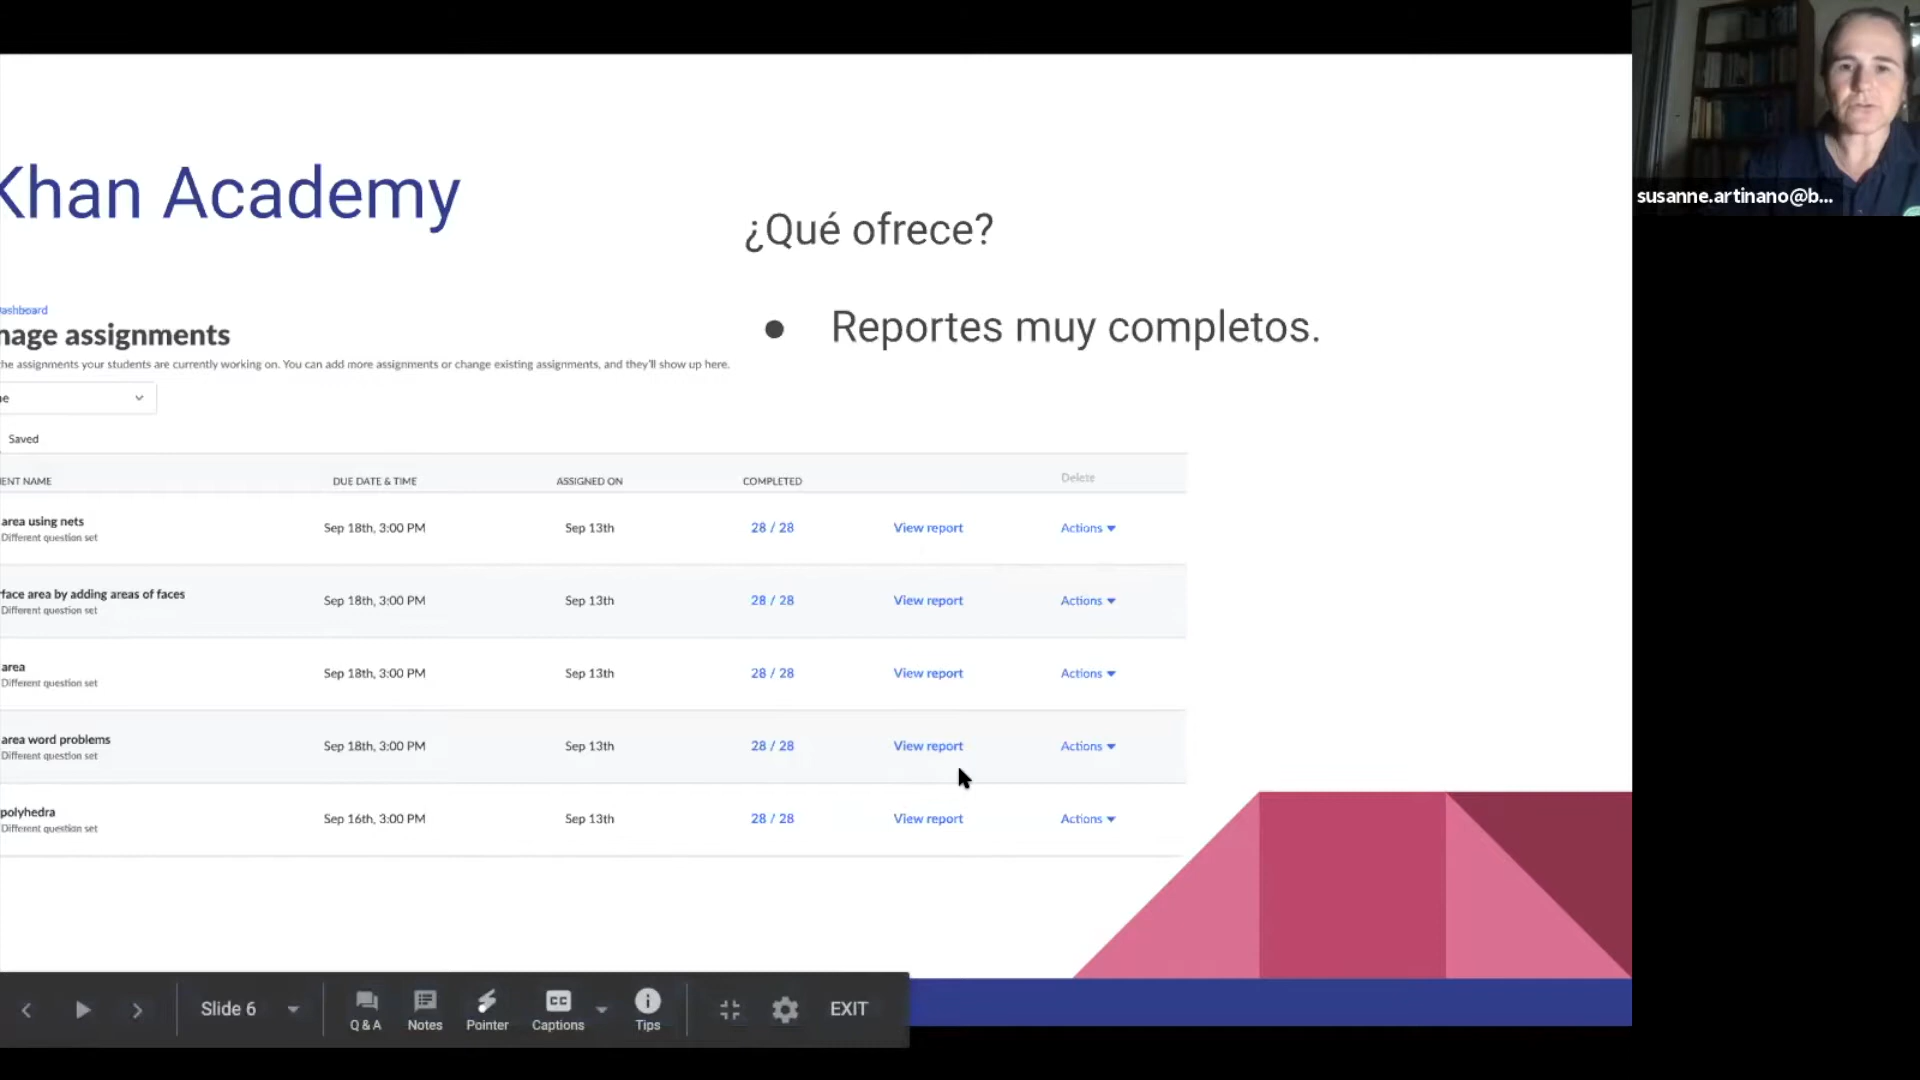 Khan Academy
¿Qué ofrece?
● Reportes muy completos.
ashboard
nage assignments
he assignments your students are currently working on. You can add more assignments or change existing assignments, and they'll show up here.
ne
Saved
ENT NAME DUE DATE & TIME ASSIGNED ON COMPLETED Delete
area using nets
Different question set
Sep 18th, 3:00 PM Sep 13th 28 / 28 View report Actions
rface area by adding areas of faces
Different question set
Sep 18th, 3:00 PM Sep 13th 28 / 28 View report Actions
area
Different question set
Sep 18th, 3:00 PM Sep 13th 28 / 28 View report Actions
area word problems
Different question set
Sep 18th, 3:00 PM Sep 13th 28 / 28 View report Actions
polyhedra
Different question set
Sep 16th, 3:00 PM Sep 13th 28 / 28 View report Actions
Slide 6 Q & A Notes Pointer CC Captions Tips EXIT
susanne.artinano@b...